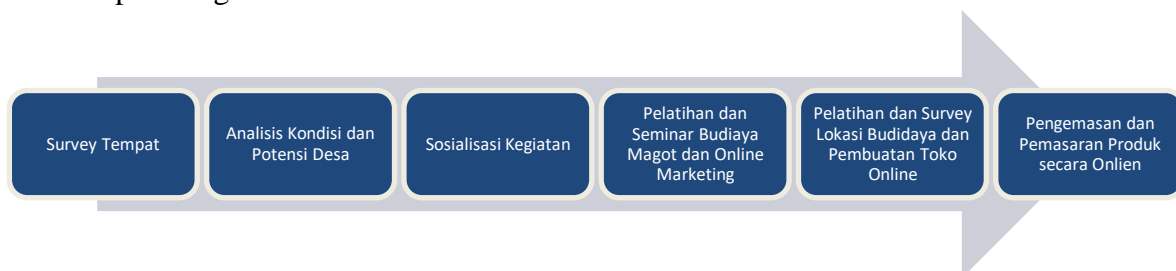 Survey Tempat
Analisis Kondisi dan
Potensi Desa
Sosialisasi Kegiatan
Pelatihan dan
Seminar Budiaya
Magot dan Online
Marketing
Pelatihan dan Survey
Lokasi Budidaya dan
Pembuatan Toko
Online
Pengemasan dan
Pemasaran Produk
secara Onlien